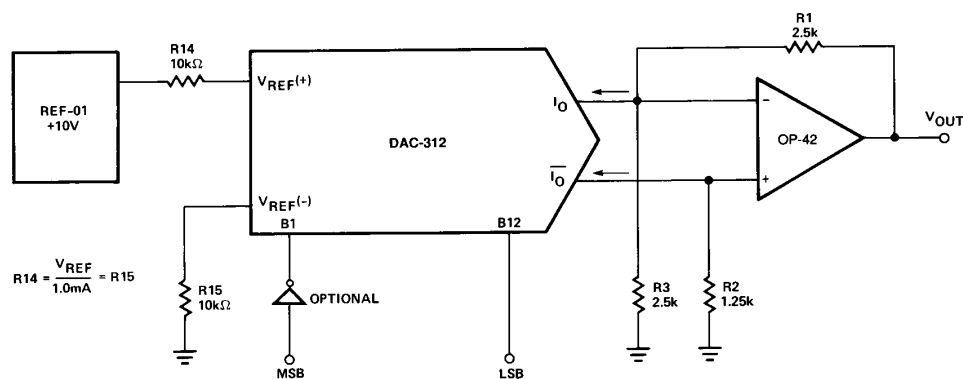 REF-01
+10V
R14
10kΩ
VREF(+)
DAC-312
IO
IO
VREF(-)
B1
B12
R14 = VREF / 1.0mA = R15
R15
10kΩ
OPTIONAL
MSB
LSB
R1
2.5k
−
+
OP-42
VOUT
R3
2.5k
R2
1.25k